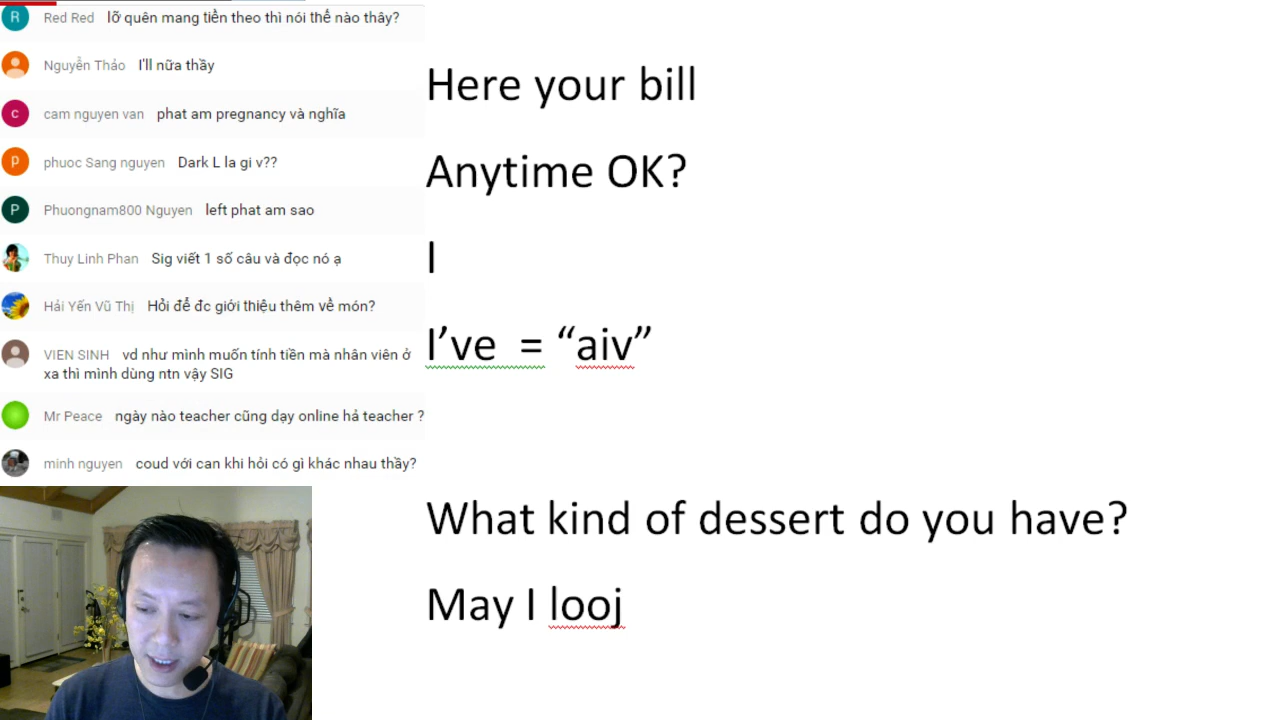 Red Red lỡ quên mang tiền theo thì nói thế nào thây?
Nguyễn Thảo I'll nữa thầy
cam nguyen van phat am pregnancy và nghĩa
phuoc Sang nguyen Dark L la gi v??
Phuongnam800 Nguyen left phat am sao
Thuy Linh Phan Sig viết 1 số câu và đọc nó ạ
Hải Yến Vũ Thị Hỏi để đc giới thiệu thêm về món?
VIEN SINH vd như mình muốn tính tiền mà nhân viên ở
xa thì mình dùng ntn vậy SIG
Mr Peace ngày nào teacher cũng dạy online hả teacher ?
minh nguyen coud với can khi hỏi có gì khác nhau thầy?
Here your bill
Anytime OK?
I
I’ve = “aiv”
What kind of dessert do you have?
May I looj